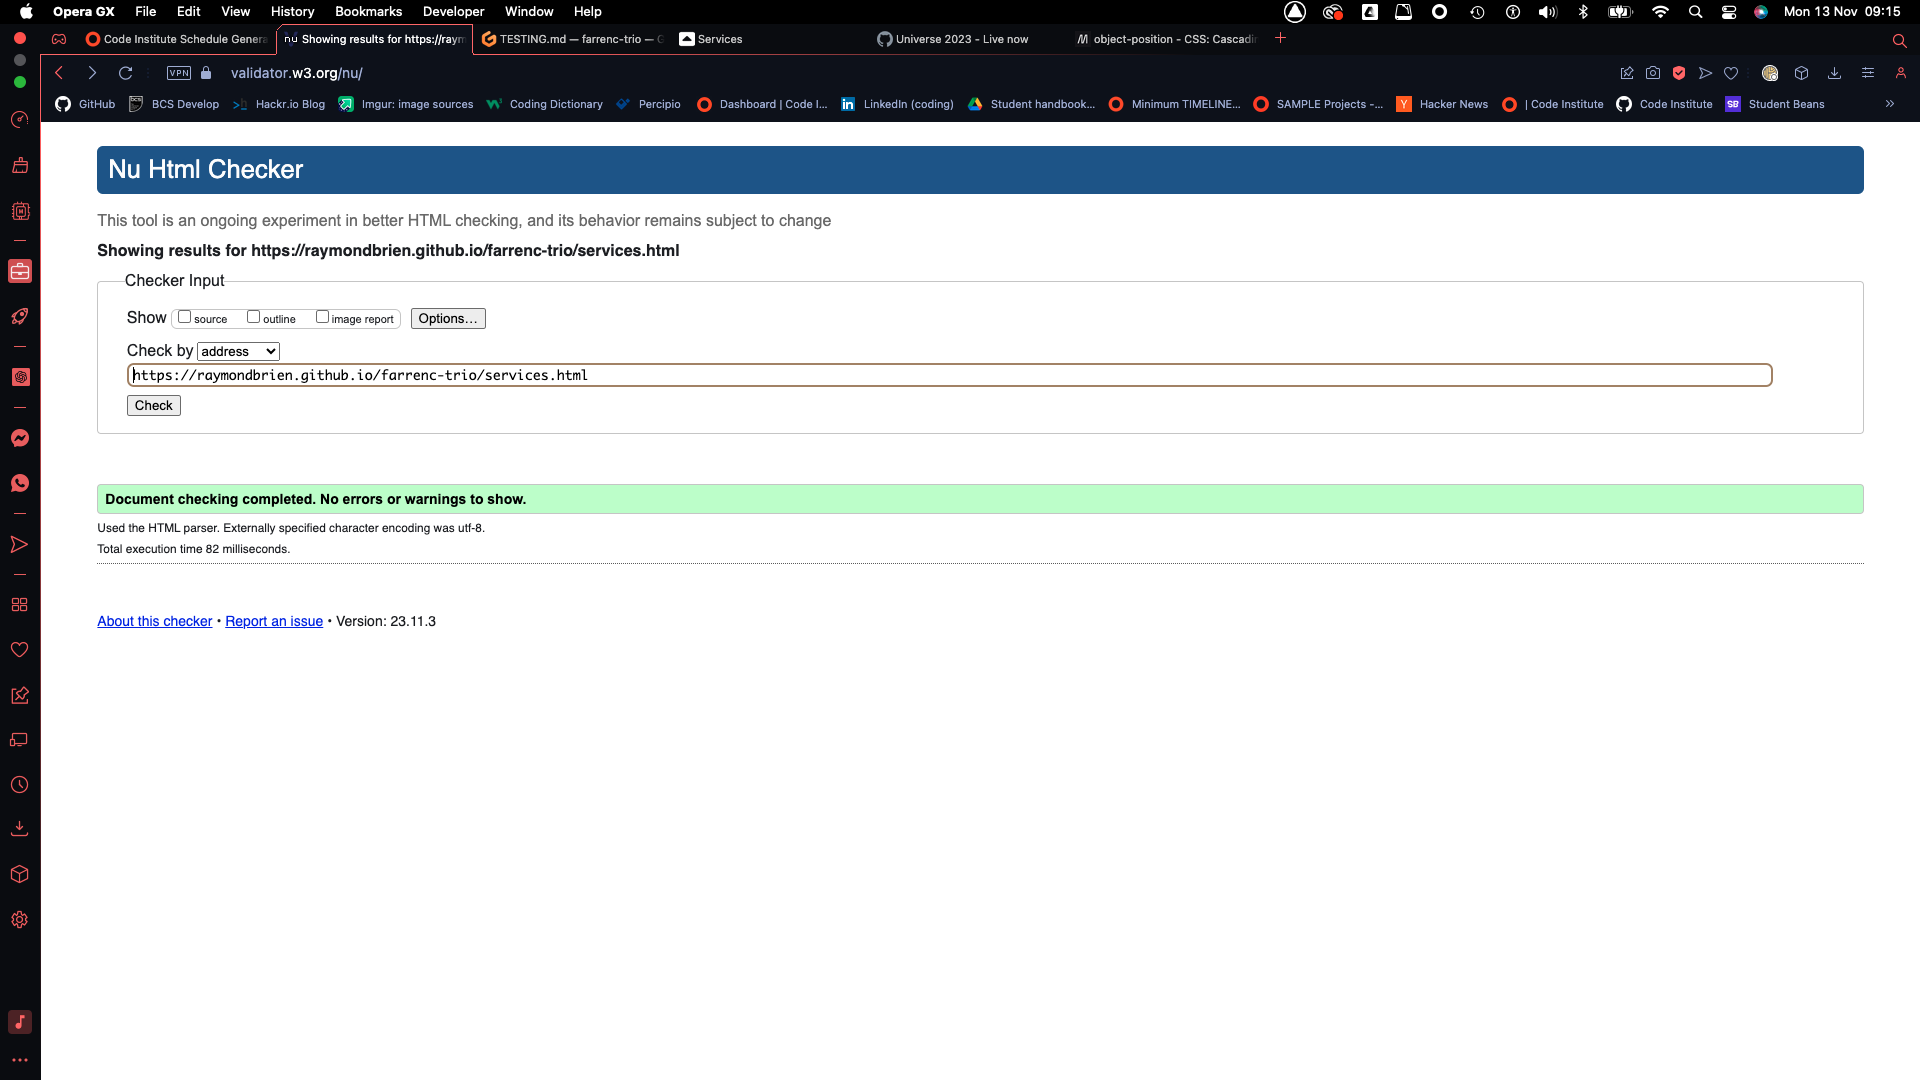 Opera GX File Edit View History Bookmarks Developer Window Help Mon 13 Nov 09:15
Code Institute Schedule Genera Showing results for https://raym TESTING.md — farrenc-trio — G Services Universe 2023 - Live now object-position - CSS: Cascadin
VPN validator.w3.org/nu/
GitHub BCS Develop Hackr.io Blog Imgur: image sources Coding Dictionary Percipio Dashboard | Code I... LinkedIn (coding) Student handbook... Minimum TIMELINE... SAMPLE Projects -... Hacker News | Code Institute Code Institute Student Beans
Nu Html Checker
This tool is an ongoing experiment in better HTML checking, and its behavior remains subject to change
Showing results for https://raymondbrien.github.io/farrenc-trio/services.html
Checker Input
Show source outline image report Options...
Check by address
https://raymondbrien.github.io/farrenc-trio/services.html
Check
Document checking completed. No errors or warnings to show.
Used the HTML parser. Externally specified character encoding was utf-8.
Total execution time 82 milliseconds.
About this checker • Report an issue • Version: 23.11.3